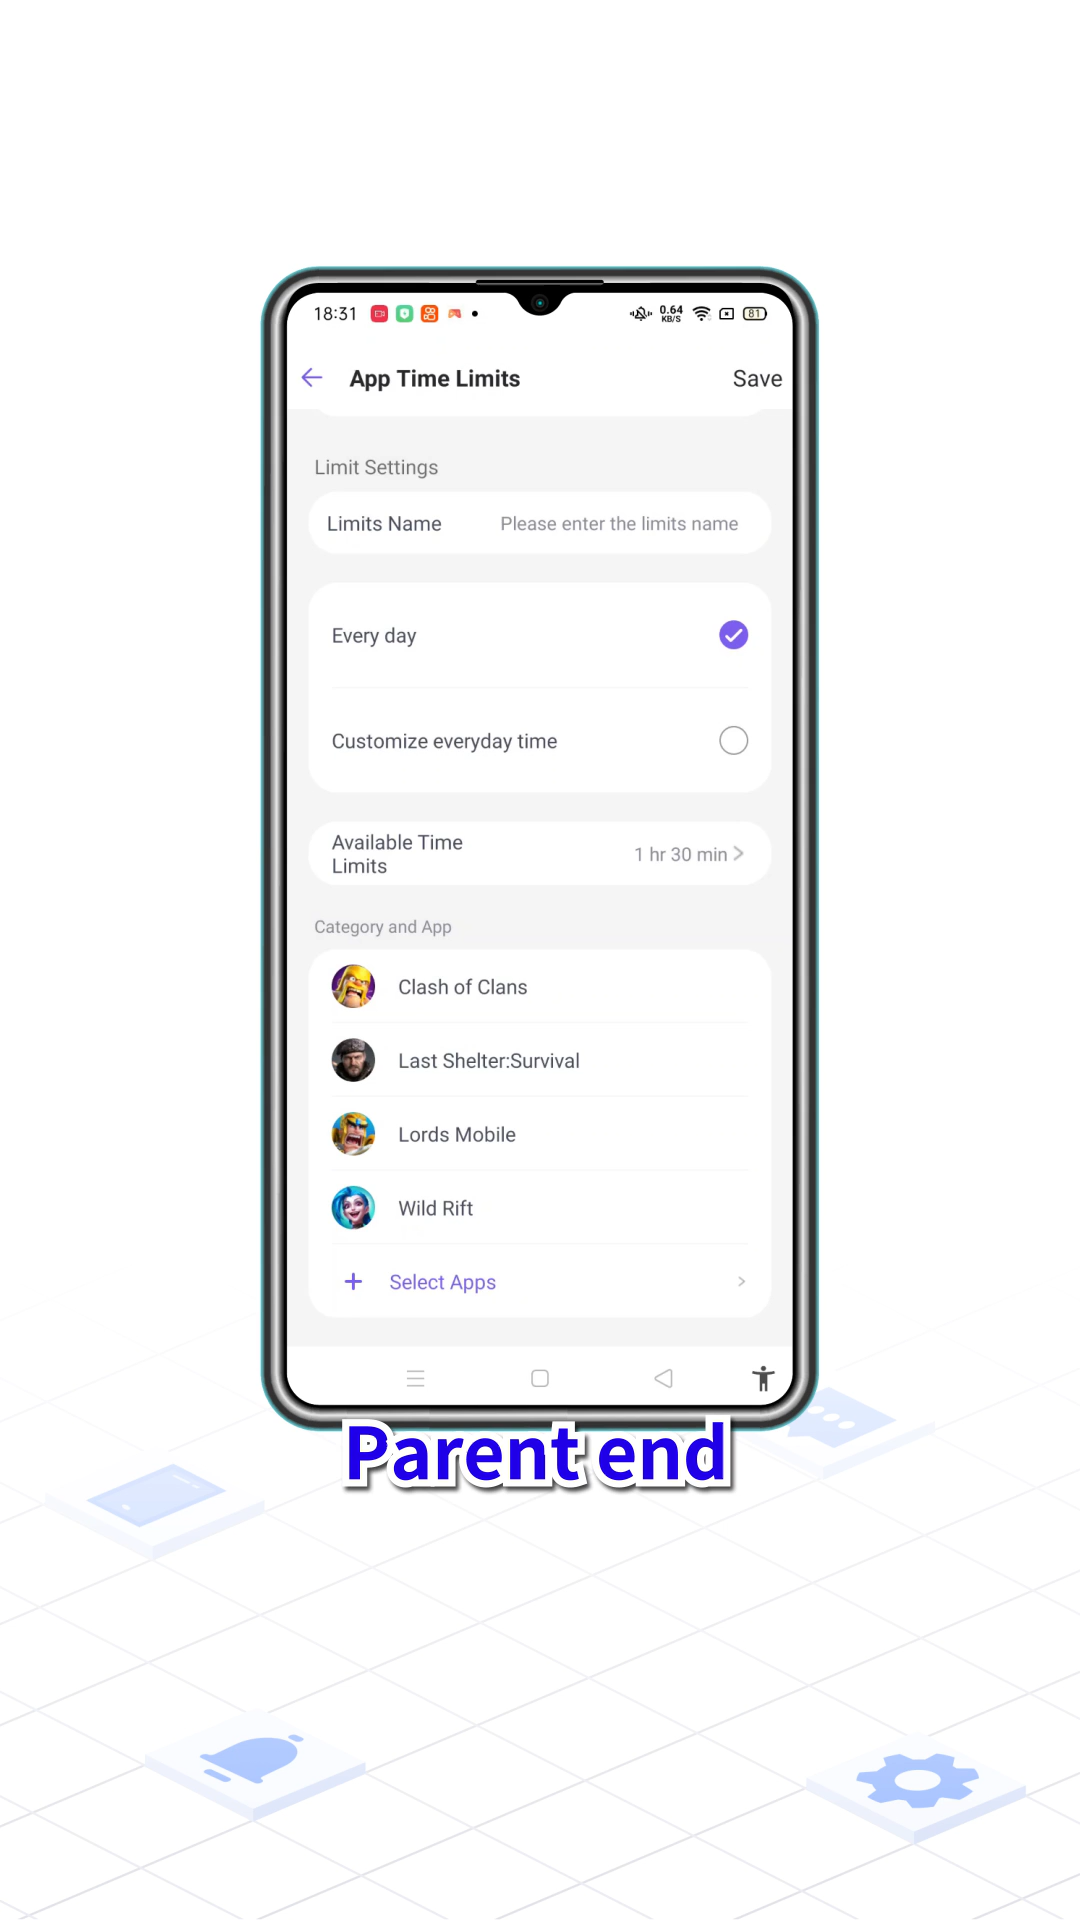 18:31
0.64
KB/S
81
App Time Limits
Save
Limit Settings
Limits Name
Please enter the limits name
Every day
Customize everyday time
Available Time
Limits
1 hr 30 min
Category and App
Clash of Clans
Last Shelter:Survival
Lords Mobile
Wild Rift
Select Apps
Parent end